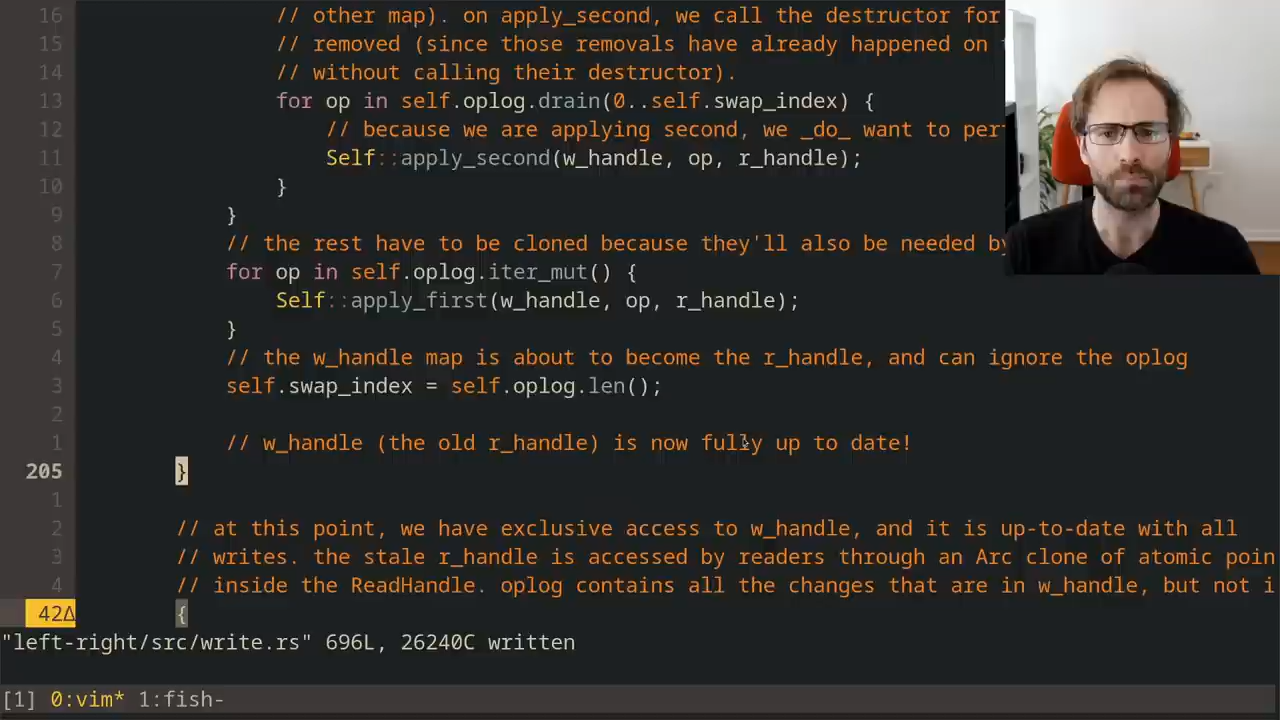 16 // other map). on apply_second, we call the destructor for
15 // removed (since those removals have already happened on
14 // without calling their destructor).
13 for op in self.oplog.drain(0..self.swap_index) {
12 // because we are applying second, we _do_ want to per
11 Self::apply_second(w_handle, op, r_handle);
10 }
9 }
8 // the rest have to be cloned because they'll also be needed by
7 for op in self.oplog.iter_mut() {
6 Self::apply_first(w_handle, op, r_handle);
5 }
4 // the w_handle map is about to become the r_handle, and can ignore the oplog
3 self.swap_index = self.oplog.len();
2
1 // w_handle (the old r_handle) is now fully up to date!
205 }
1
2 // at this point, we have exclusive access to w_handle, and it is up-to-date with all
3 // writes. the stale r_handle is accessed by readers through an Arc clone of atomic poin
4 // inside the ReadHandle. oplog contains all the changes that are in w_handle, but not i
42Δ {
"left-right/src/write.rs" 696L, 26240C written
[1] 0:vim* 1:fish-